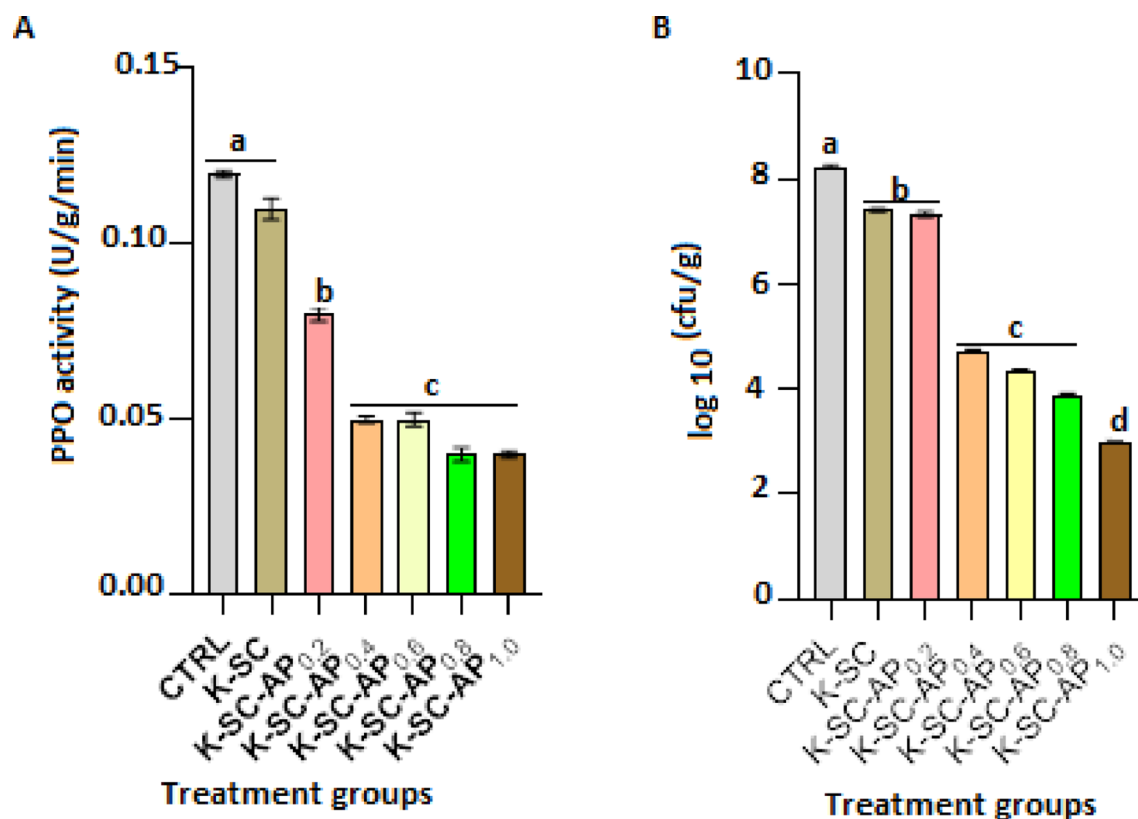 A
PPO activity (U/g/min)
0.15
0.10
0.05
0.00
a
b
c
CTRL
K-SC
K-SC-AP0.2
K-SC-AP0.4
K-SC-AP0.6
K-SC-AP0.8
K-SC-AP1.0
Treatment groups
B
log 10 (cfu/g)
10
8
6
4
2
0
a
b
c
d
CTRL
K-SC
K-SC-AP0.2
K-SC-AP0.4
K-SC-AP0.6
K-SC-AP0.8
K-SC-AP1.0
Treatment groups